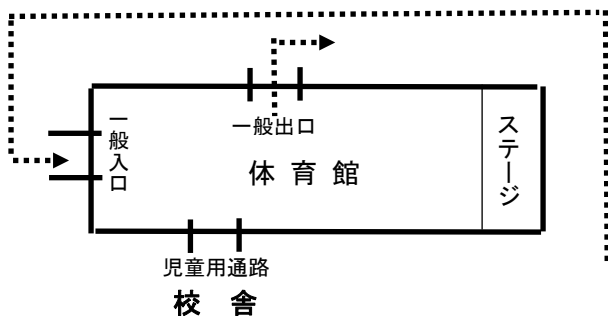 一般出口
一般入口
体育館
ステージ
児童用通路
校舎